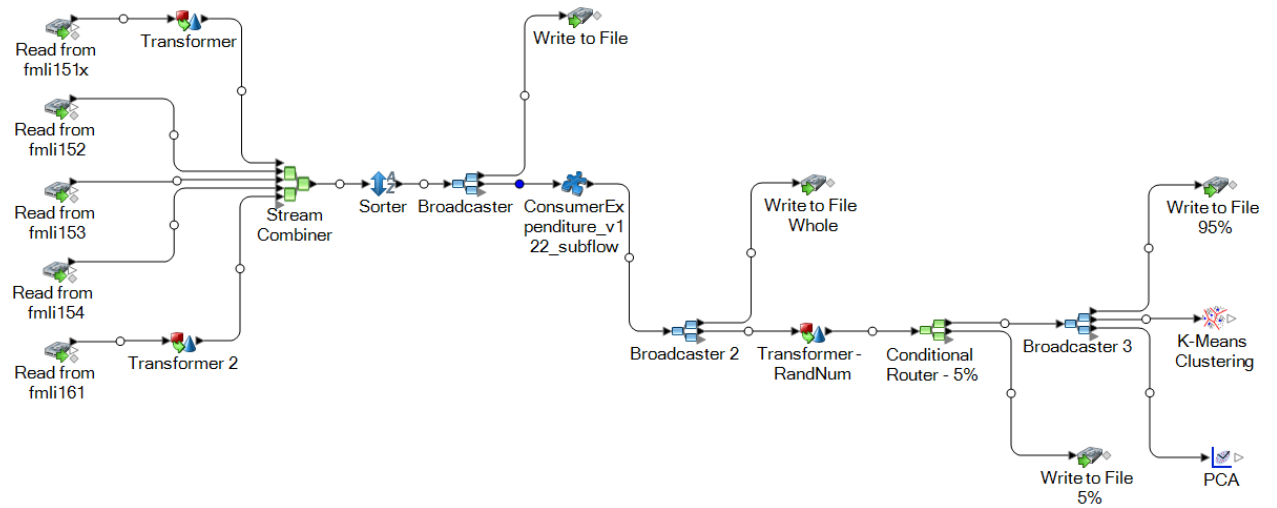 Read from
fmli151x
Transformer
Write to File
Read from
fmli152
Read from
fmli153
Stream
Combiner
Sorter
Broadcaster
ConsumerEx
penditure_v1
22_subflow
Write to File
Whole
Write to File
95%
Read from
fmli154
Transformer 2
Read from
fmli161
Broadcaster 2
Transformer -
RandNum
Conditional
Router - 5%
Broadcaster 3
K-Means
Clustering
Write to File
5%
PCA